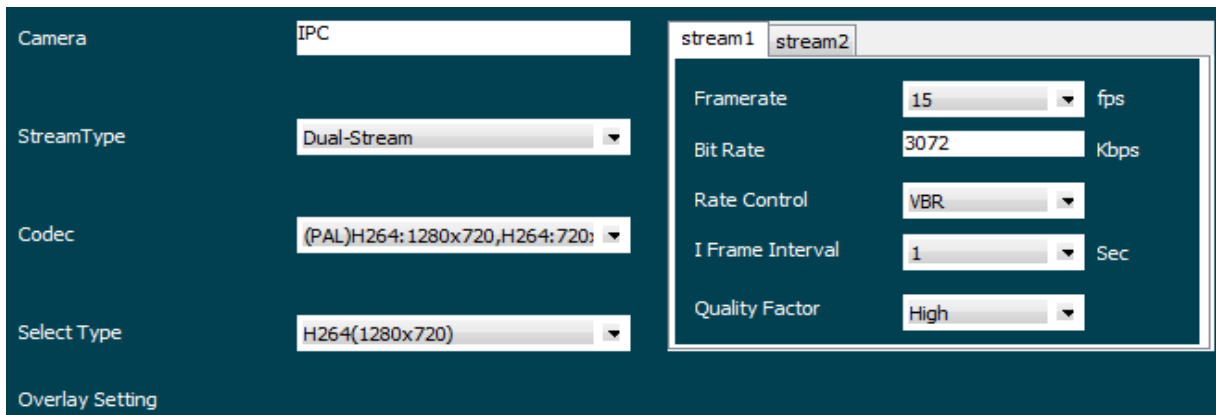 Camera
IPC
StreamType
Dual-Stream
Codec
(PAL)H264:1280x720,H264:720
Select Type
H264(1280x720)
Overlay Setting
stream1
stream2
Framerate
15
fps
Bit Rate
3072
Kbps
Rate Control
VBR
I Frame Interval
1
Sec
Quality Factor
High